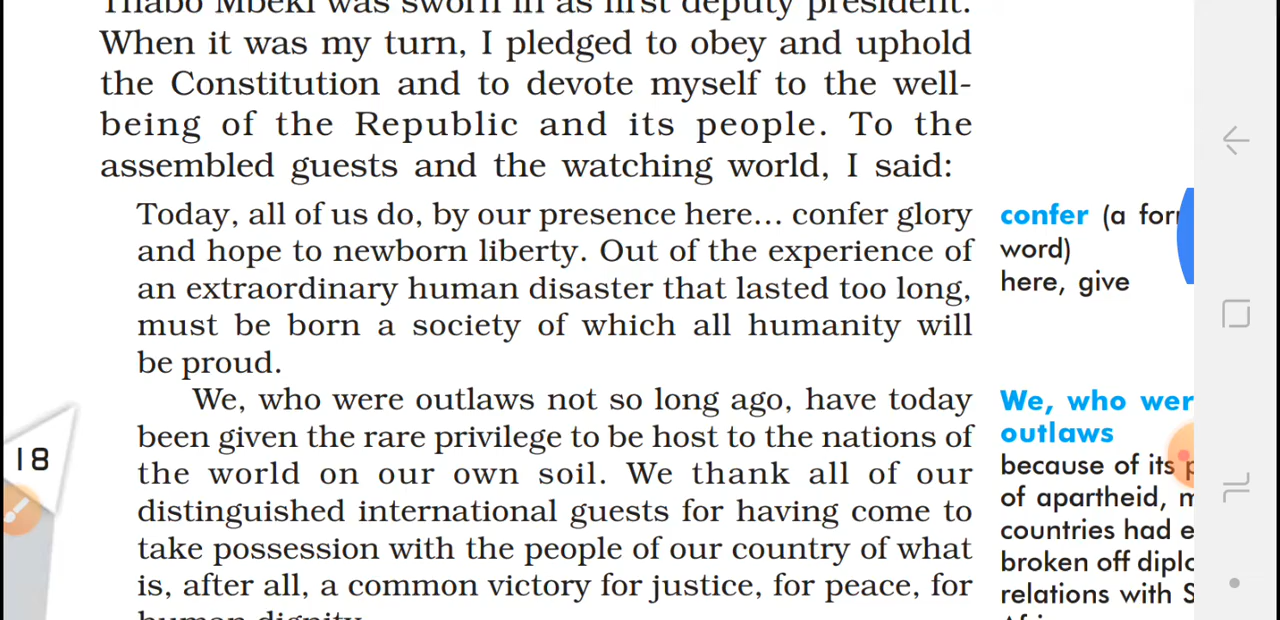 Thabo Mbeki was sworn in as first deputy president.
When it was my turn, I pledged to obey and uphold
the Constitution and to devote myself to the well-
being of the Republic and its people. To the
assembled guests and the watching world, I said:
Today, all of us do, by our presence here... confer glory
and hope to newborn liberty. Out of the experience of
an extraordinary human disaster that lasted too long,
must be born a society of which all humanity will
be proud.
We, who were outlaws not so long ago, have today
been given the rare privilege to be host to the nations of
the world on our own soil. We thank all of our
distinguished international guests for having come to
take possession with the people of our country of what
is, after all, a common victory for justice, for peace, for
human dignity.
confer (a
word)
here, give
We, who
outlaws
because of its
of apartheid,
countries had
broken off
relations with
18